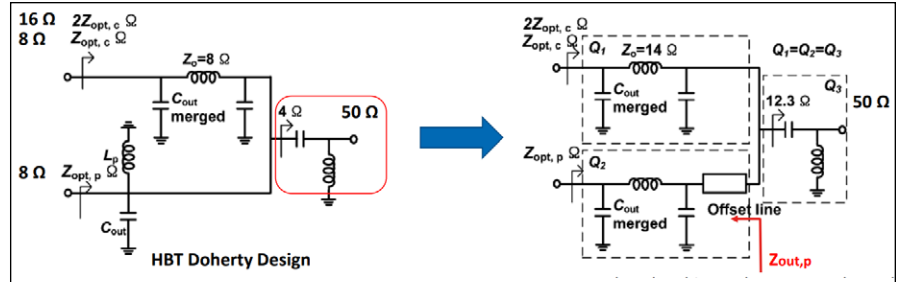 16 Ω 2Zopt, c Ω
8 Ω Zopt, c Ω
Zo=8 Ω
Cout
merged
4 Ω
50 Ω
Lp
8 Ω Zopt, p Ω
Cout
HBT Doherty Design
2Zopt, c Ω
Zopt, c Ω
Q1
Zo=14 Ω
Q1=Q2=Q3
Cout
merged
Q3
12.3 Ω
50 Ω
Zopt, p Ω
Q2
Cout
merged
Offset line
Zout,p